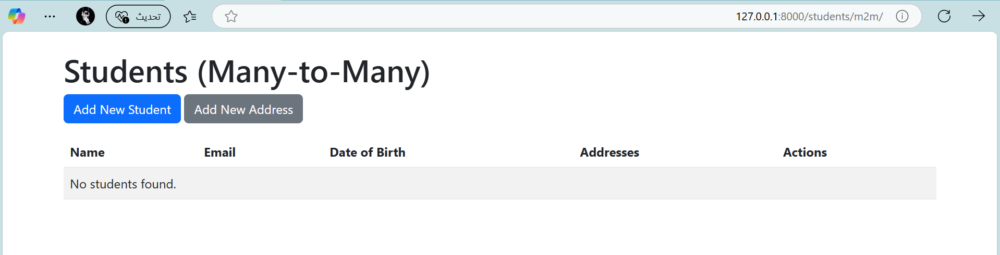 تحديث
127.0.0.1:8000/students/m2m/
Students (Many-to-Many)
Add New Student Add New Address
Name Email Date of Birth Addresses Actions
No students found.